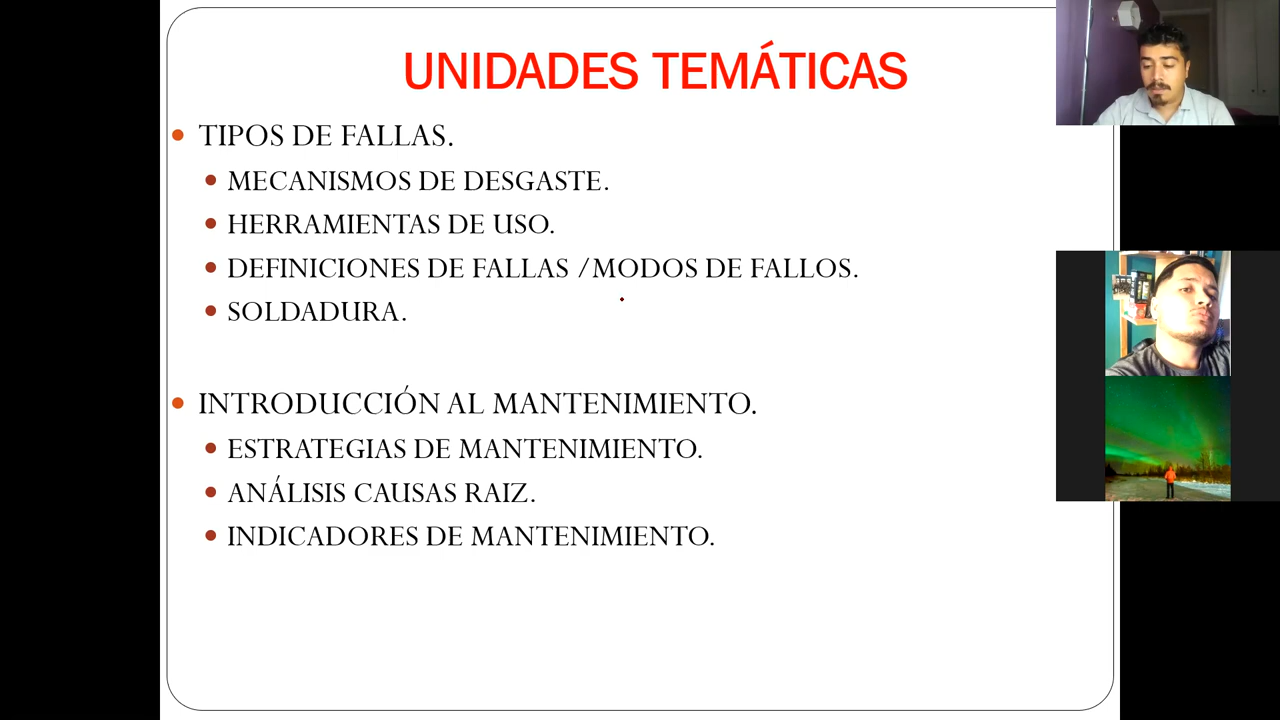 UNIDADES TEMÁTICAS
TIPOS DE FALLAS.
MECANISMOS DE DESGASTE.
HERRAMIENTAS DE USO.
DEFINICIONES DE FALLAS /MODOS DE FALLOS.
SOLDADURA.
INTRODUCCIÓN AL MANTENIMIENTO.
ESTRATEGIAS DE MANTENIMIENTO.
ANÁLISIS CAUSAS RAIZ.
INDICADORES DE MANTENIMIENTO.